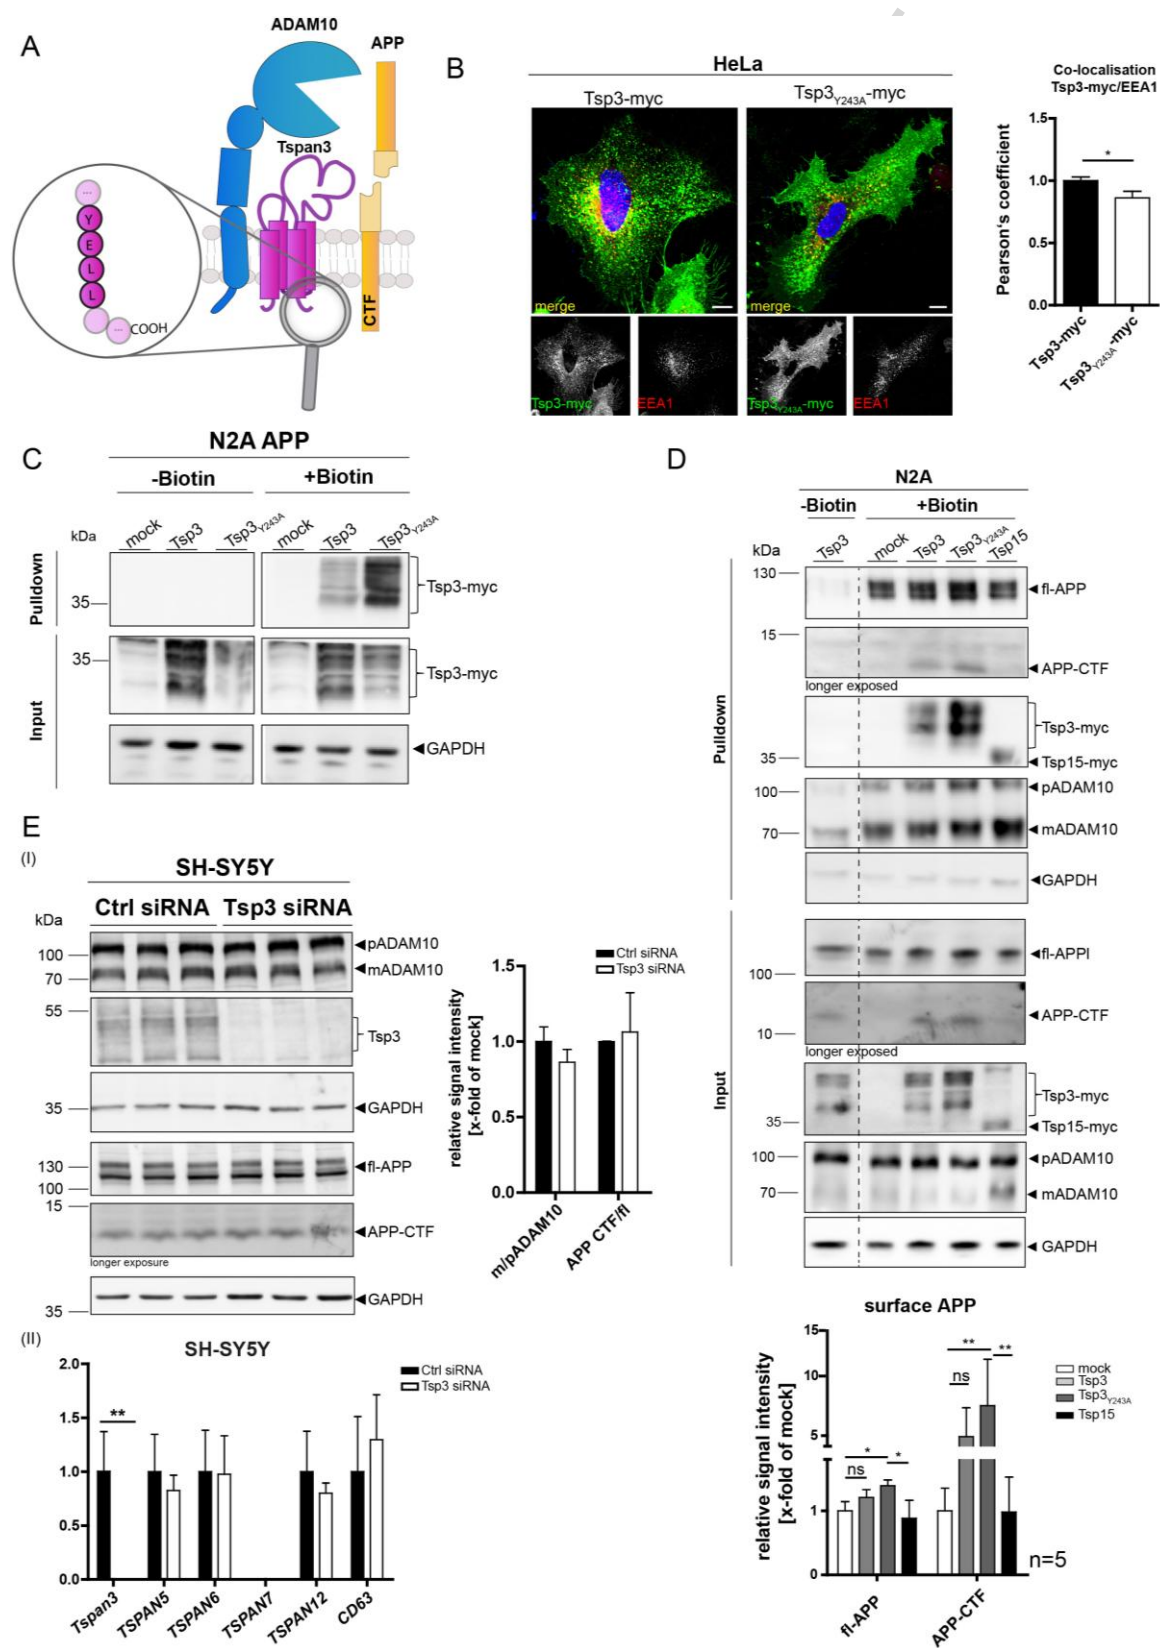 A
ADAM10
APP
Tspan3
...
Y
E
L
L
...
COOH
CTF
B
HeLa
Tsp3-myc
Tsp3Y243A-myc
merge
merge
Tsp3-myc
EEA1
Tsp3Y243A-myc
EEA1
Co-localisation
Tsp3-myc/EEA1
Pearson's coefficient
1.5
1.0
0.5
0.0
*
Tsp3-myc
Tsp3Y243A-myc
C
N2A APP
-Biotin
+Biotin
kDa
mock
Tsp3
Tsp3Y243A
mock
Tsp3
Tsp3Y243A
Pulldown
35
Tsp3-myc
Input
35
Tsp3-myc
GAPDH
D
N2A
-Biotin
+Biotin
kDa
Tsp3
mock
Tsp3
Tsp3Y243A
Tsp15
Pulldown
130
fl-APP
15
APP-CTF
longer exposed
Tsp3-myc
35
Tsp15-myc
100
pADAM10
70
mADAM10
GAPDH
Input
fl-APPI
100
APP-CTF
10
longer exposed
Tsp3-myc
35
Tsp15-myc
100
pADAM10
70
mADAM10
GAPDH
surface APP
relative signal intensity
[x-fold of mock]
15
10
5
1
0
ns
*
*
ns
**
**
mock
Tsp3
Tsp3Y243A
Tsp15
n=5
fl-APP
APP-CTF
E
(I)
SH-SY5Y
Ctrl siRNA
Tsp3 siRNA
kDa
100
70
pADAM10
mADAM10
55
Tsp3
35
GAPDH
130
100
fl-APP
15
APP-CTF
longer exposure
35
GAPDH
relative signal intensity
[x-fold of mock]
1.5
1.0
0.5
0.0
Ctrl siRNA
Tsp3 siRNA
m/pADAM10
APP CTF/fl
(II)
SH-SY5Y
2.0
1.5
1.0
0.5
0.0
**
Ctrl siRNA
Tsp3 siRNA
Tspan3
TSPAN5
TSPAN6
TSPAN7
TSPAN12
CD63